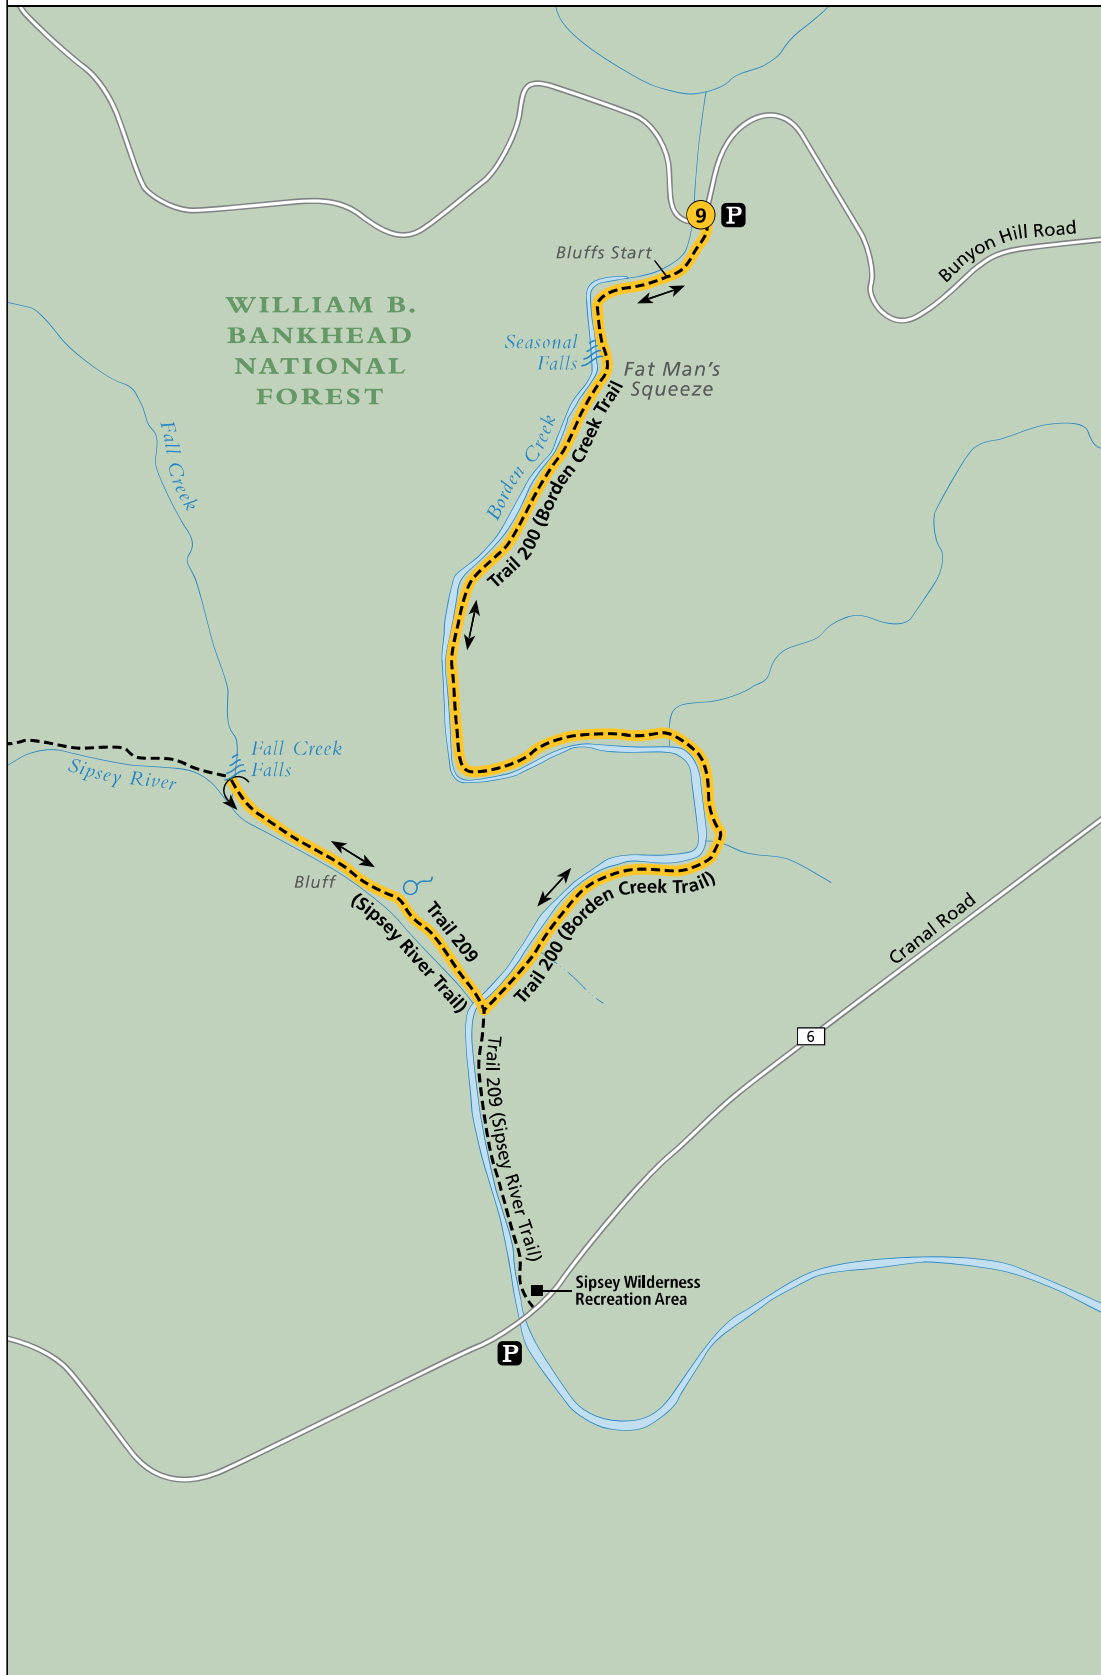 9
P
Bluffs Start
Bunyon Hill Road
WILLIAM B.
BANKHEAD
NATIONAL
FOREST
Seasonal
Falls
Fat Man's
Squeeze
Fall Creek
Borden Creek
Trail 200 (Borden Creek Trail
Fall Creek
Falls
Sipsey River
Bluff
Trail 209
(Sipsey River Trail)
Trail 200 (Borden Creek Trail)
Cranal Road
6
Trail 209 (Sipsey River Trail)
Sipsey Wilderness
Recreation Area
P